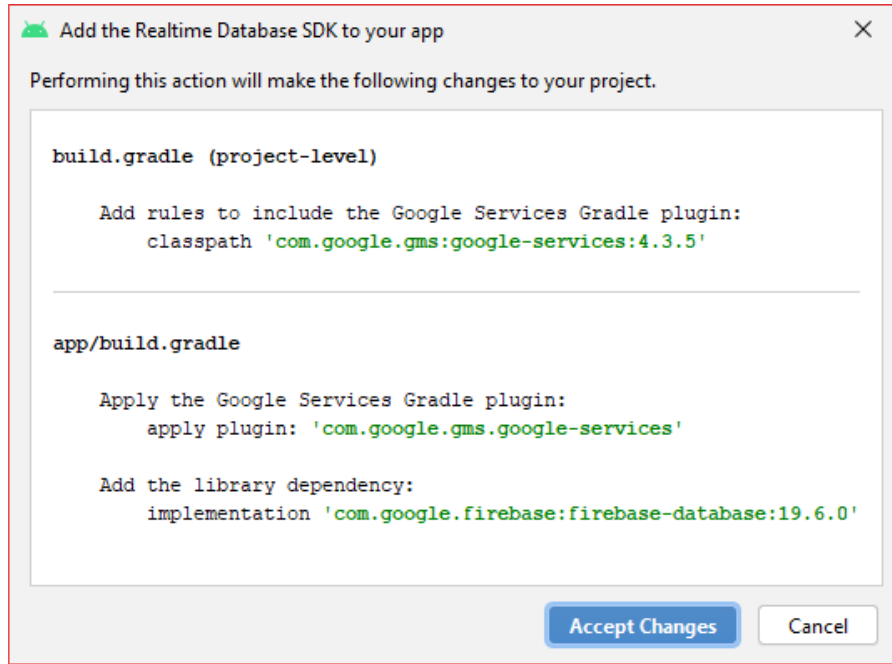 Add the Realtime Database SDK to your app
Performing this action will make the following changes to your project.
build.gradle (project-level)
Add rules to include the Google Services Gradle plugin:
classpath 'com.google.gms:google-services:4.3.5'
app/build.gradle
Apply the Google Services Gradle plugin:
apply plugin: 'com.google.gms.google-services'
Add the library dependency:
implementation 'com.google.firebase:firebase-database:19.6.0'
Accept Changes
Cancel